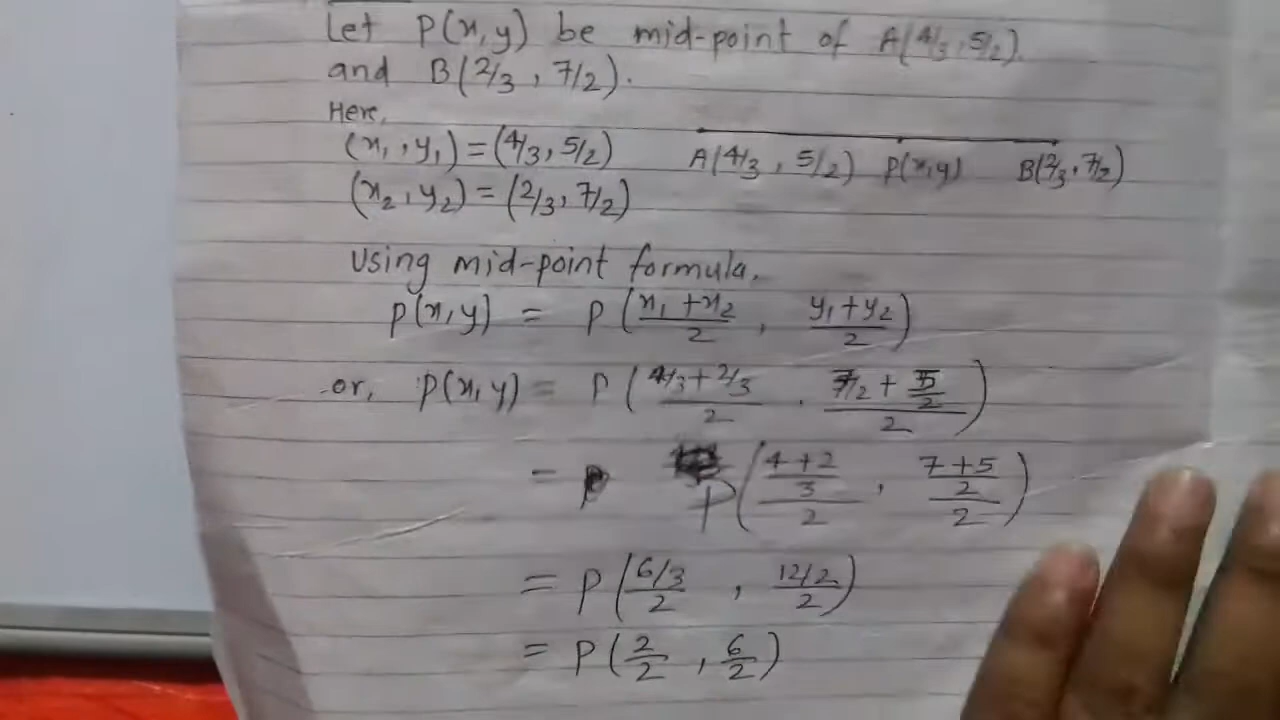 Let P(x,y) be mid-point of A(4/3, 5/2)
and B(2/3, 7/2).
Here,
(x₁, y₁) = (4/3, 5/2)
A(4/3, 5/2) P(x,y) B(2/3, 7/2)
(x₂, y₂) = (2/3, 7/2)
Using mid-point formula,
P(x,y) = P((x₁+x₂)/2, (y₁+y₂)/2)
or, P(x,y) = P((4/3+2/3)/2, (7/2+5/2)/2)
= P P(((4+2)/3)/2, ((7+5)/2)/2)
= P((6/3)/2, (12/2)/2)
= P(2/2, 6/2)